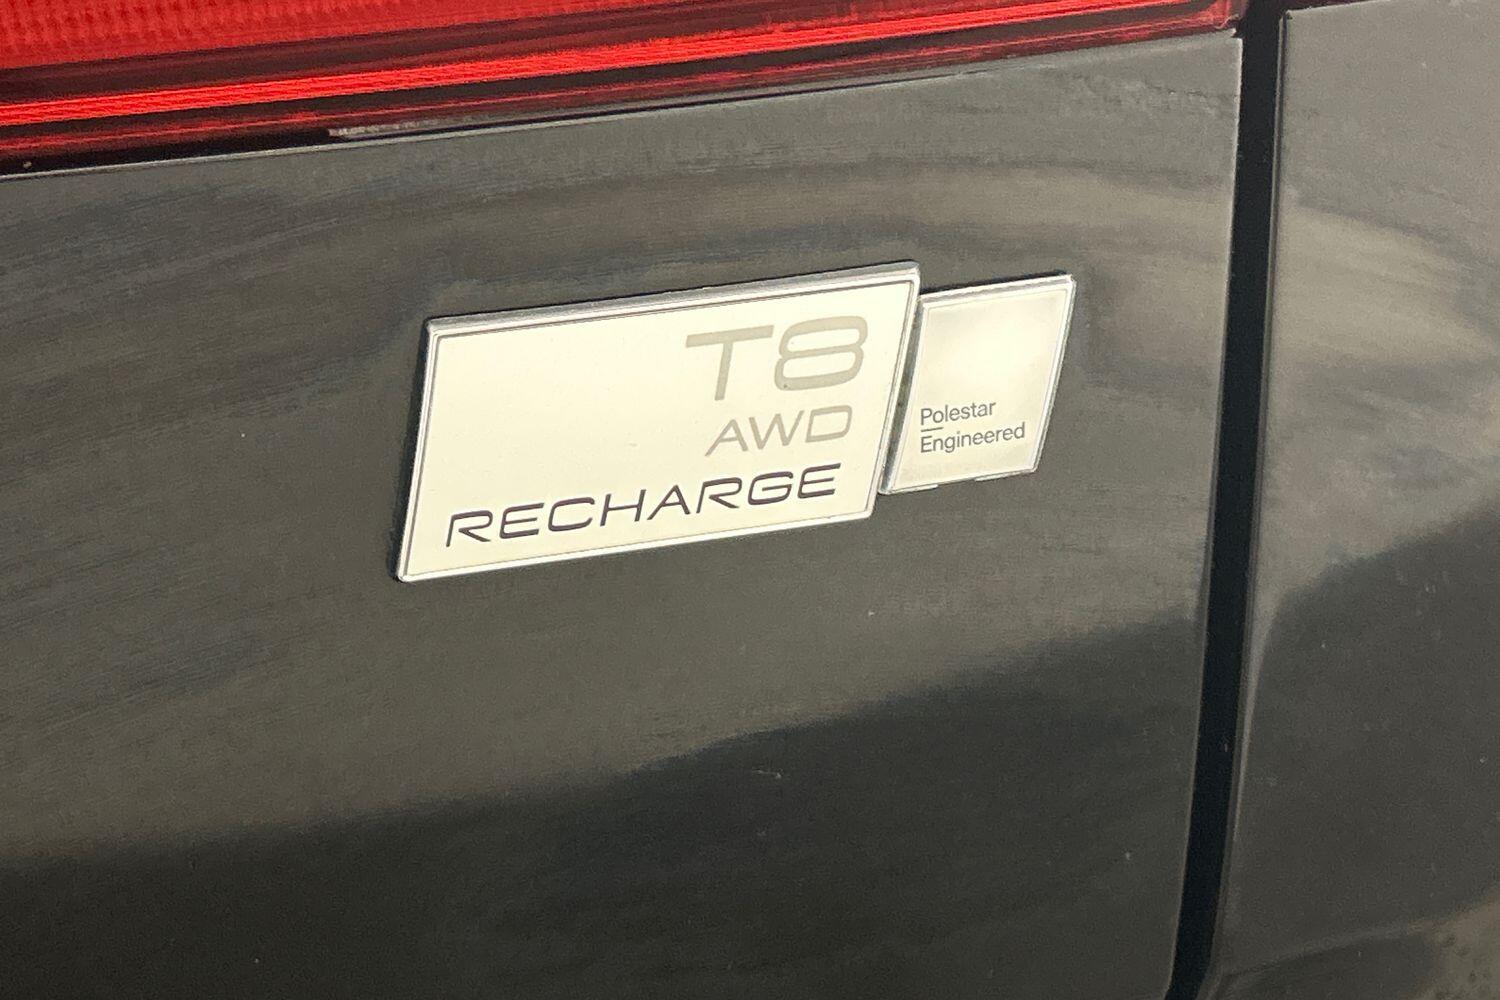 T8
AWD
RECHARGE
Polestar
Engineered